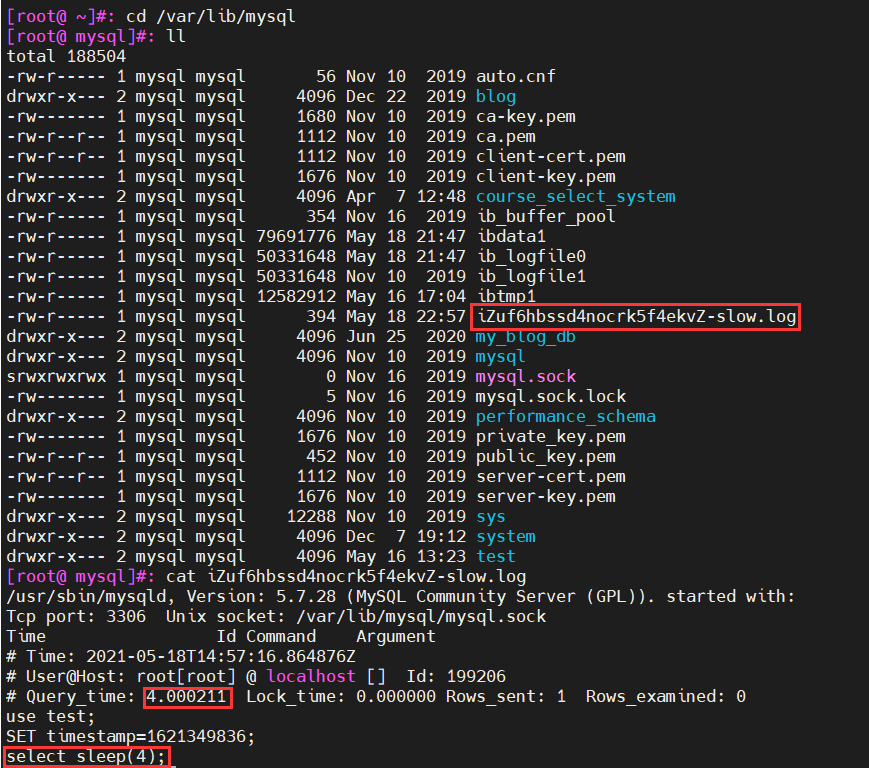 [root@ ~]#: cd /var/lib/mysql
[root@ mysql]#: ll
total 188504
-rw-r----- 1 mysql mysql       56 Nov 10  2019 auto.cnf
drwxr-x--- 2 mysql mysql     4096 Dec 22  2019 blog
-rw------- 1 mysql mysql     1680 Nov 10  2019 ca-key.pem
-rw-r--r-- 1 mysql mysql     1112 Nov 10  2019 ca.pem
-rw-r--r-- 1 mysql mysql     1112 Nov 10  2019 client-cert.pem
-rw------- 1 mysql mysql     1676 Nov 10  2019 client-key.pem
drwxr-x--- 2 mysql mysql     4096 Apr  7 12:48 course_select_system
-rw-r----- 1 mysql mysql      354 Nov 16  2019 ib_buffer_pool
-rw-r----- 1 mysql mysql 79691776 May 18 21:47 ibdata1
-rw-r----- 1 mysql mysql 50331648 May 18 21:47 ib_logfile0
-rw-r----- 1 mysql mysql 50331648 Nov 10  2019 ib_logfile1
-rw-r----- 1 mysql mysql 12582912 May 16 17:04 ibtmp1
-rw-r----- 1 mysql mysql      394 May 18 22:57 iZuf6hbssd4nocrk5f4ekvZ-slow.log
drwxr-x--- 2 mysql mysql     4096 Jun 25  2020 my_blog_db
drwxr-x--- 2 mysql mysql     4096 Nov 10  2019 mysql
srwxrwxrwx 1 mysql mysql        0 Nov 16  2019 mysql.sock
-rw------- 1 mysql mysql        5 Nov 16  2019 mysql.sock.lock
drwxr-x--- 2 mysql mysql     4096 Nov 10  2019 performance_schema
-rw------- 1 mysql mysql     1676 Nov 10  2019 private_key.pem
-rw-r--r-- 1 mysql mysql      452 Nov 10  2019 public_key.pem
-rw-r--r-- 1 mysql mysql     1112 Nov 10  2019 server-cert.pem
-rw------- 1 mysql mysql     1676 Nov 10  2019 server-key.pem
drwxr-x--- 2 mysql mysql    12288 Nov 10  2019 sys
drwxr-x--- 2 mysql mysql     4096 Dec  7 19:12 system
drwxr-x--- 2 mysql mysql     4096 May 16 13:23 test
[root@ mysql]#: cat iZuf6hbssd4nocrk5f4ekvZ-slow.log
/usr/sbin/mysqld, Version: 5.7.28 (MySQL Community Server (GPL)). started with:
Tcp port: 3306  Unix socket: /var/lib/mysql/mysql.sock
Time                 Id Command    Argument
# Time: 2021-05-18T14:57:16.864876Z
# User@Host: root[root] @ localhost []  Id: 199206
# Query_time: 4.000211  Lock_time: 0.000000 Rows_sent: 1  Rows_examined: 0
use test;
SET timestamp=1621349836;
select sleep(4);